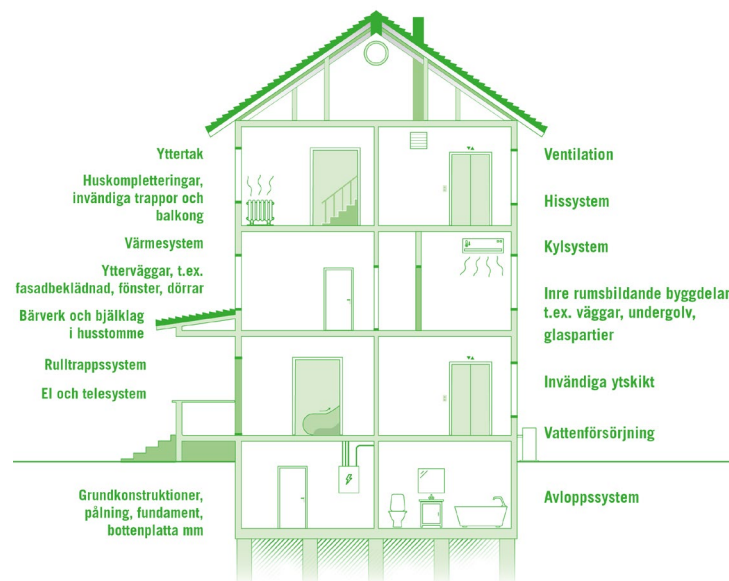 Yttertak
Huskompletteringar,
invändiga trappor och
balkong
Värmesystem
Ytterväggar, t.ex.
fasadbeklädnad, fönster, dörrar
Bärverk och bjälklag
i husstomme
Rulltrappssystem
El och telesystem
Grundkonstruktioner,
pålning, fundament,
bottenplatta mm
Ventilation
Hissystem
Kylsystem
Inre rumsbildande byggdelar
t.ex. väggar, undergolv,
glaspartier
Invändiga ytskikt
Vattenförsörjning
Avloppssystem